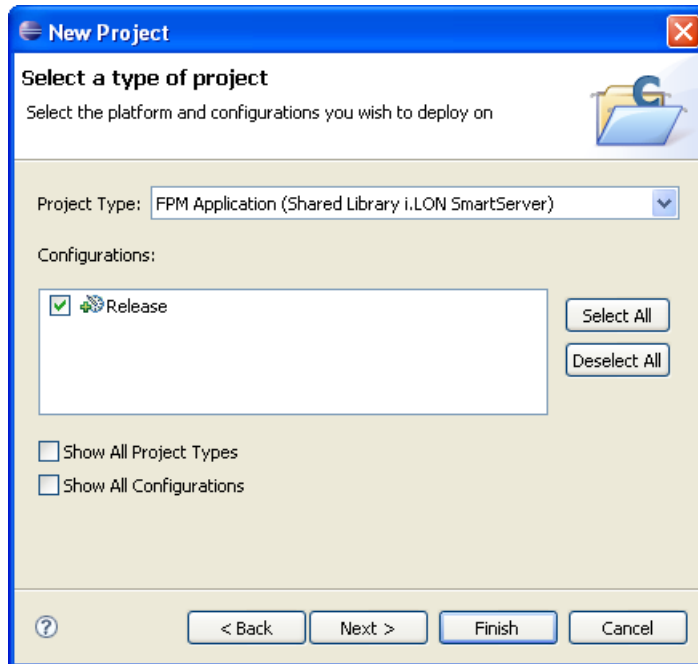 New Project
Select a type of project
Select the platform and configurations you wish to deploy on
C
Project Type: FPM Application (Shared Library i.LON SmartServer)
Configurations:
Release
Select All
Deselect All
Show All Project Types
Show All Configurations
? < Back Next > Finish Cancel